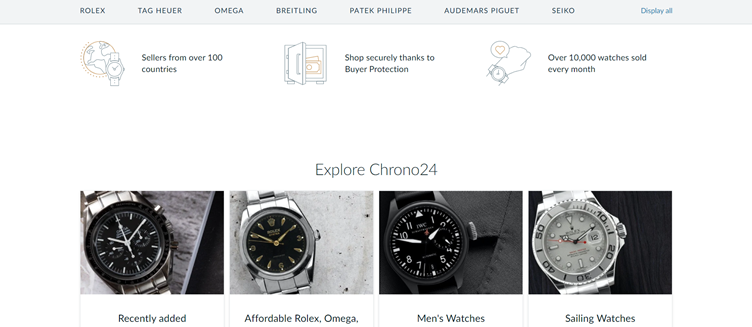 ROLEX TAG HEUER OMEGA BREITLING PATEK PHILIPPE AUDEMARS PIGUET SEIKO Display all
Sellers from over 100
countries
Shop securely thanks to
Buyer Protection
Over 10,000 watches sold
every month
Explore Chrono24
ROLEX
IWC
Recently added
Affordable Rolex, Omega,
Men's Watches
Sailing Watches